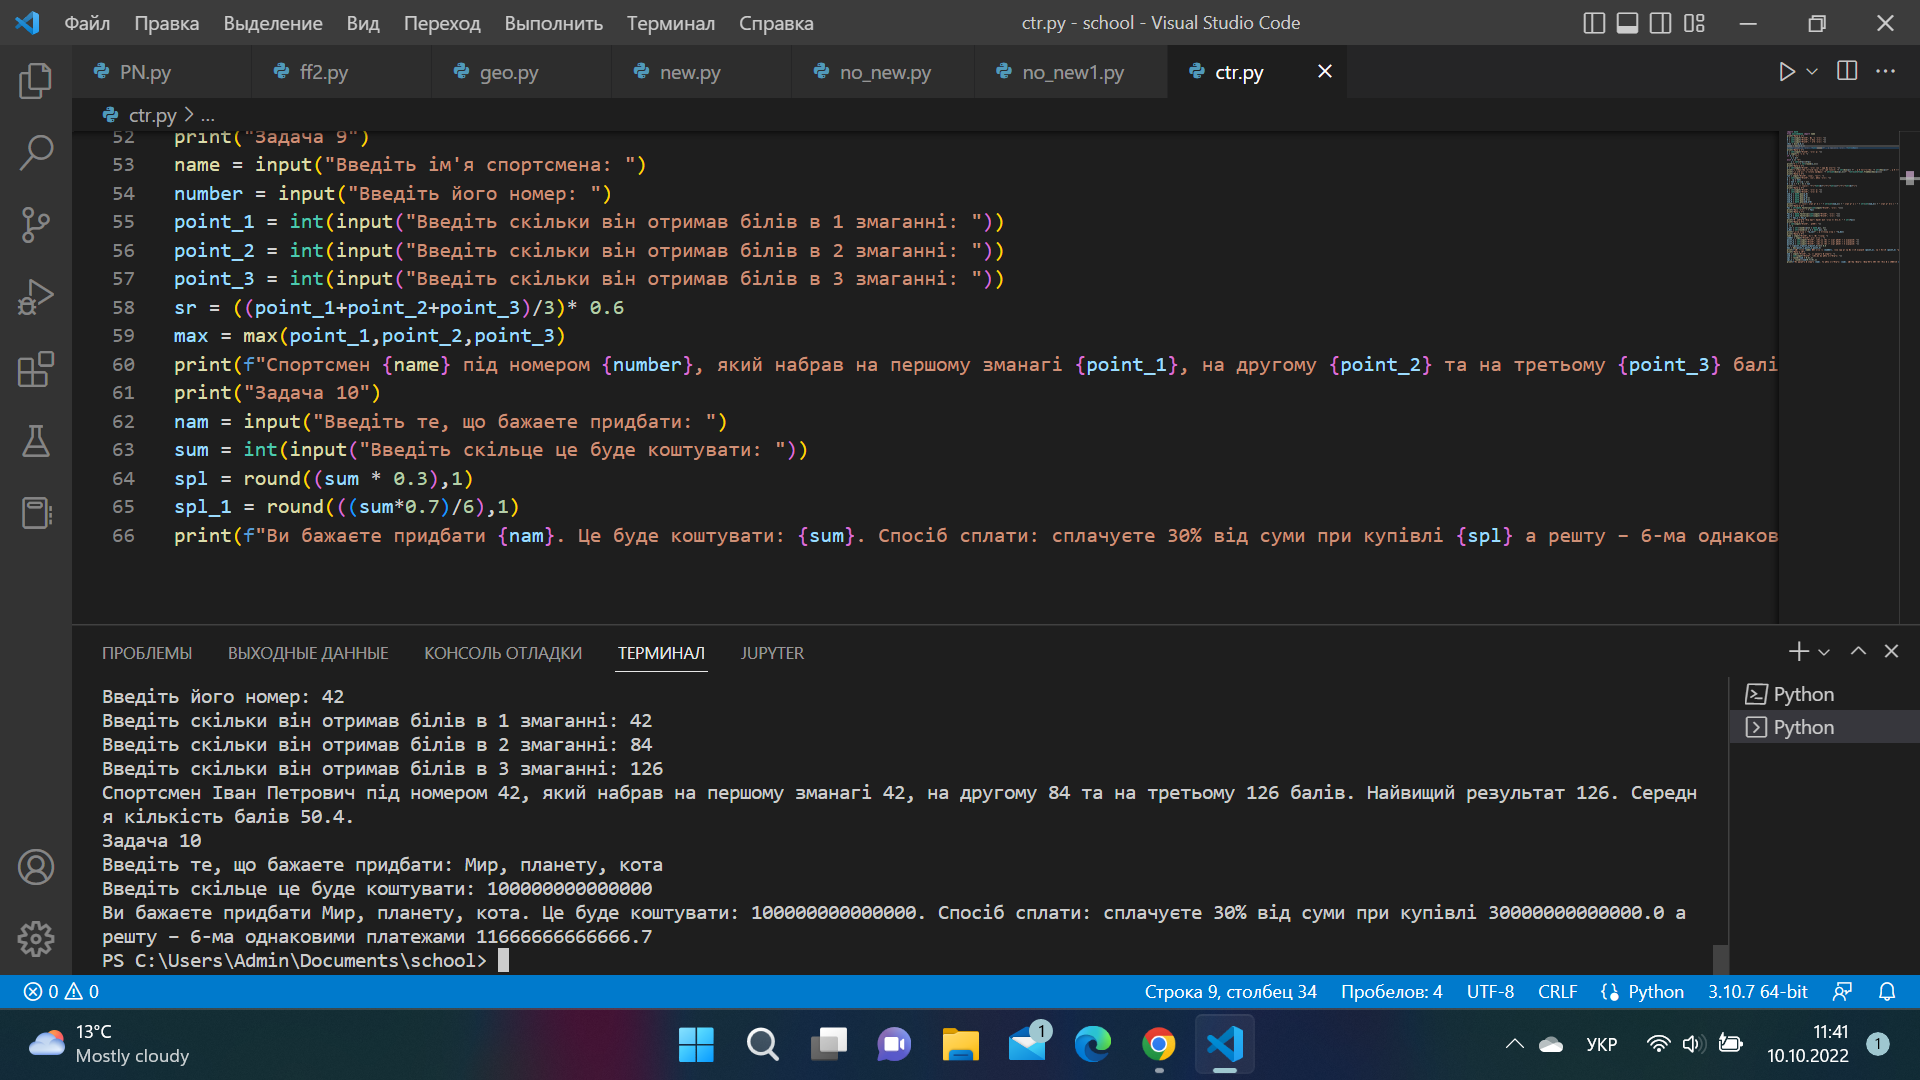 Файл Правка Выделение Вид Переход Выполнить Терминал Справка ctr.py - school - Visual Studio Code
PN.py ff2.py geo.py new.py no_new.py no_new1.py ctr.py
ctr.py > ...
52 print("Задача 9")
53 name = input("Введіть ім'я спортсмена: ")
54 number = input("Введіть його номер: ")
55 point_1 = int(input("Введіть скільки він отримав білів в 1 змаганні: "))
56 point_2 = int(input("Введіть скільки він отримав білів в 2 змаганні: "))
57 point_3 = int(input("Введіть скільки він отримав білів в 3 змаганні: "))
58 sr = ((point_1+point_2+point_3)/3)* 0.6
59 max = max(point_1,point_2,point_3)
60 print(f"Спортсмен {name} під номером {number}, який набрав на першому зманагі {point_1}, на другому {point_2} та на третьому {point_3} балі
61 print("Задача 10")
62 nam = input("Введіть те, що бажаете придбати: ")
63 sum = int(input("Введіть скільце це буде коштувати: "))
64 spl = round((sum * 0.3),1)
65 spl_1 = round(((sum*0.7)/6),1)
66 print(f"Ви бажаєте придбати {nam}. Це буде коштувати: {sum}. Спосіб сплати: сплачуєте 30% від суми при купівлі {spl} а решту – 6-ма однаков
ПРОБЛЕМЫ ВЫХОДНЫЕ ДАННЫЕ КОНСОЛЬ ОТЛАДКИ ТЕРМИНАЛ JUPYTER
Введіть його номер: 42
Введіть скільки він отримав білів в 1 змаганні: 42
Введіть скільки він отримав білів в 2 змаганні: 84
Введіть скільки він отримав білів в 3 змаганні: 126
Спортсмен Іван Петрович під номером 42, який набрав на першому зманагі 42, на другому 84 та на третьому 126 балів. Найвищий результат 126. Середн
я кількість балів 50.4.
Задача 10
Введіть те, що бажаете придбати: Мир, планету, кота
Введіть скільце це буде коштувати: 100000000000000
Ви бажаєте придбати Мир, планету, кота. Це буде коштувати: 100000000000000. Спосіб сплати: сплачуєте 30% від суми при купівлі 30000000000000.0 а
решту – 6-ма однаковими платежами 11666666666666.7
PS C:\Users\Admin\Documents\school>
Python
Python
0 0 Строка 9, столбец 34 Пробелов: 4 UTF-8 CRLF Python 3.10.7 64-bit
13°C
Mostly cloudy
1
УКР
11:41
10.10.2022
1